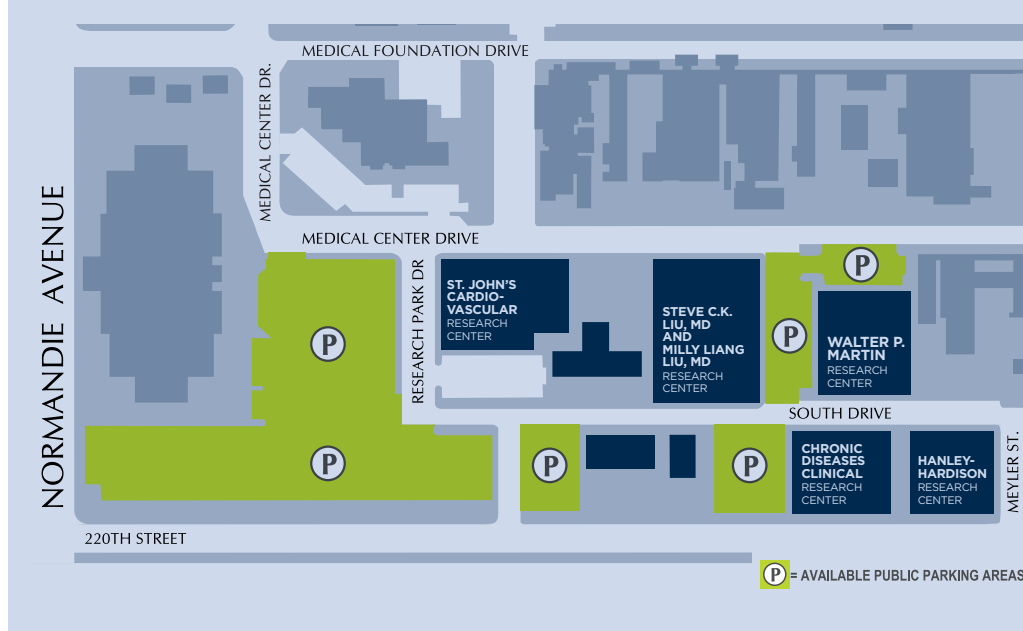 MEDICAL FOUNDATION DRIVE
MEDICAL CENTER DR.
NORMANDIE AVENUE
MEDICAL CENTER DRIVE
RESEARCH PARK DR
ST. JOHN'S
CARDIO-
VASCULAR
RESEARCH
CENTER
STEVE C.K.
LIU, MD
AND
MILLY LIANG
LIU, MD
RESEARCH
CENTER
P
P
P
WALTER P.
MARTIN
RESEARCH
CENTER
SOUTH DRIVE
P
P
P
CHRONIC
DISEASES
CLINICAL
RESEARCH
CENTER
HANLEY-
HARDISON
RESEARCH
CENTER
MEYLER ST.
220TH STREET
P = AVAILABLE PUBLIC PARKING AREAS